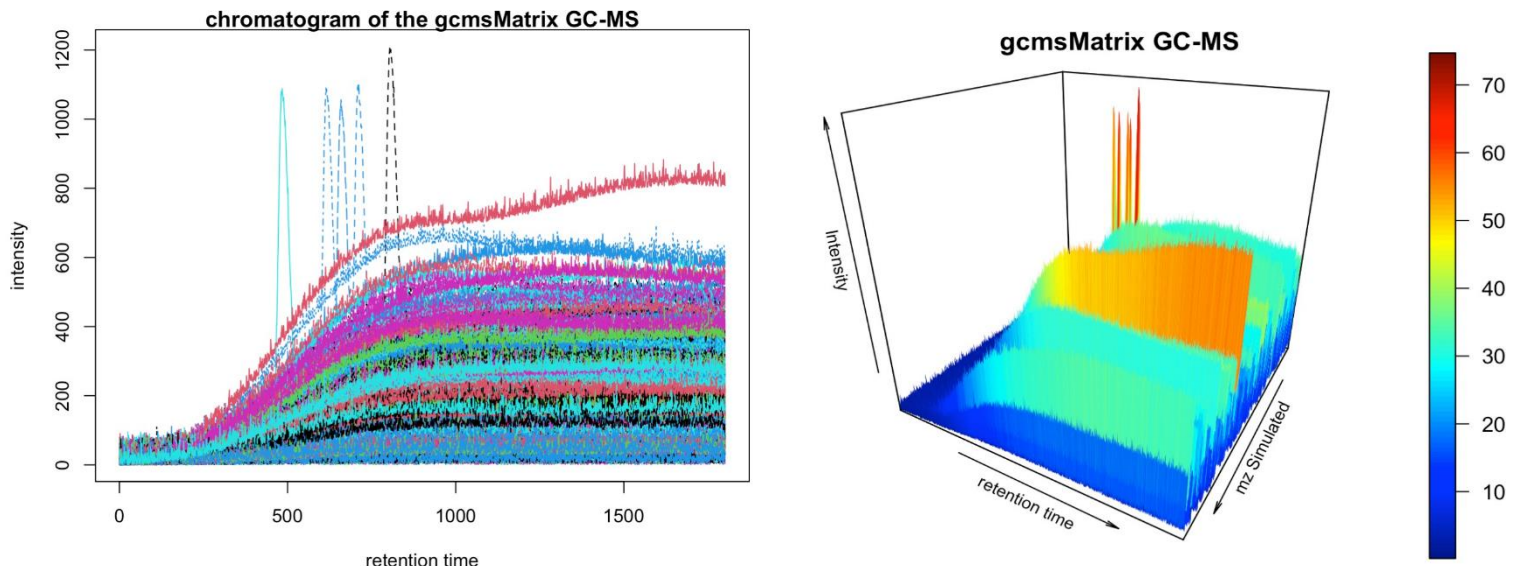 chromatogram of the gcmsMatrix GC-MS
intensity
0
200
400
600
800
1000
1200
0 500 1000 1500
retention time
gcmsMatrix GC-MS
Intensity
retention time
mz Simulated
70
60
50
40
30
20
10